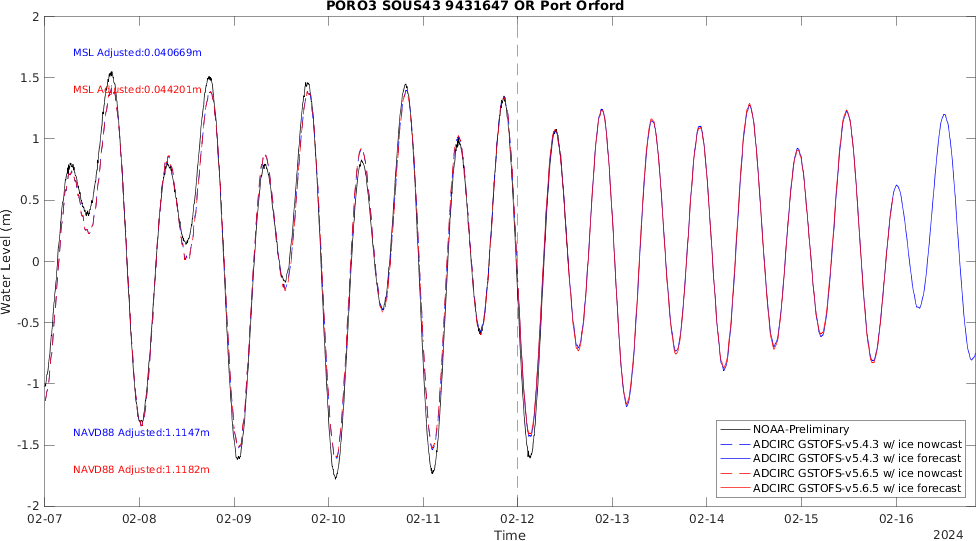 PORO3 SOUS43 9431647 OR Port Orford
Water Level (m)
2
1.5
1
0.5
0
-0.5
-1
-1.5
-2
MSL Adjusted:0.040669m
MSL Adjusted:0.044201m
NAVD88 Adjusted:1.1147m
NAVD88 Adjusted:1.1182m
NOAA-Preliminary
ADCIRC GSTOFS-v5.4.3 w/ ice nowcast
ADCIRC GSTOFS-v5.4.3 w/ ice forecast
ADCIRC GSTOFS-v5.6.5 w/ ice nowcast
ADCIRC GSTOFS-v5.6.5 w/ ice forecast
02-07 02-08 02-09 02-10 02-11 02-12 02-13 02-14 02-15 02-16
Time
2024